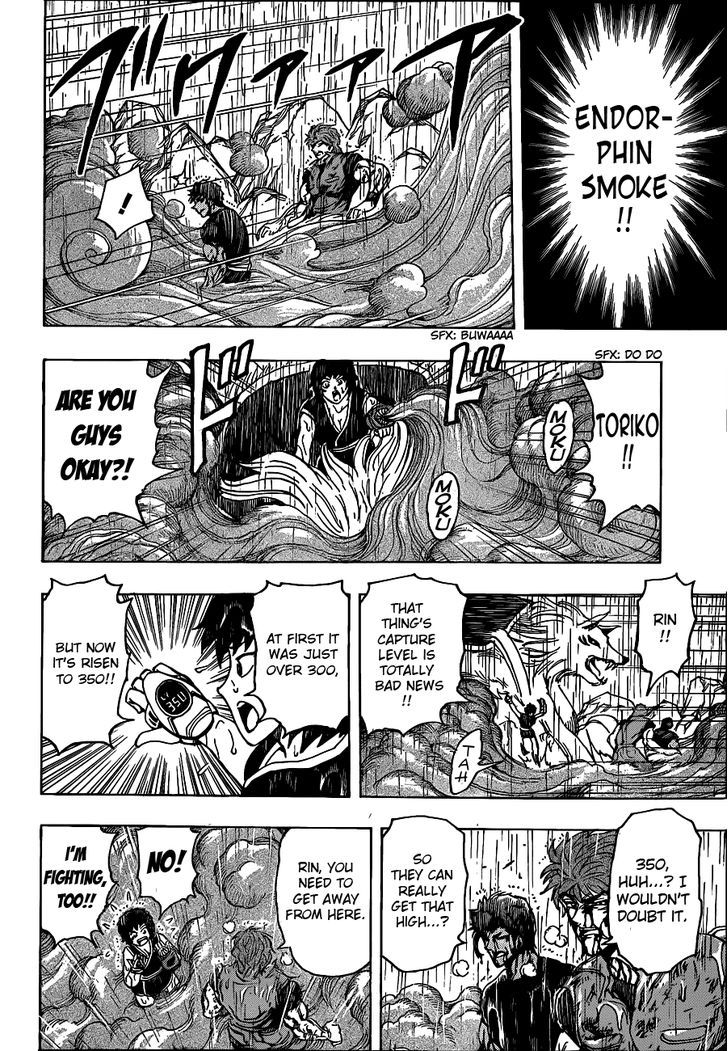 ENDOR-
PHIN
SMOKE
!!
ブワァァァ
!
SFX: BUWAAAA
SFX: DO DO
TORIKO
!!
MOKU
MOKU
ドド
ARE YOU
GUYS
OKAY?!
RIN
!!
THAT
THING'S
CAPTURE
LEVEL IS
TOTALLY
BAD NEWS
!!
TAH
AT FIRST IT
WAS JUST
OVER 300,
BUT NOW
IT'S RISEN
TO 350!!
350,
HUH...? I
WOULDN'T
DOUBT IT.
SO
THEY CAN
REALLY
GET THAT
HIGH...?
RIN, YOU
NEED TO
GET AWAY
FROM HERE.
NO!
I'M
FIGHTING,
TOO!!